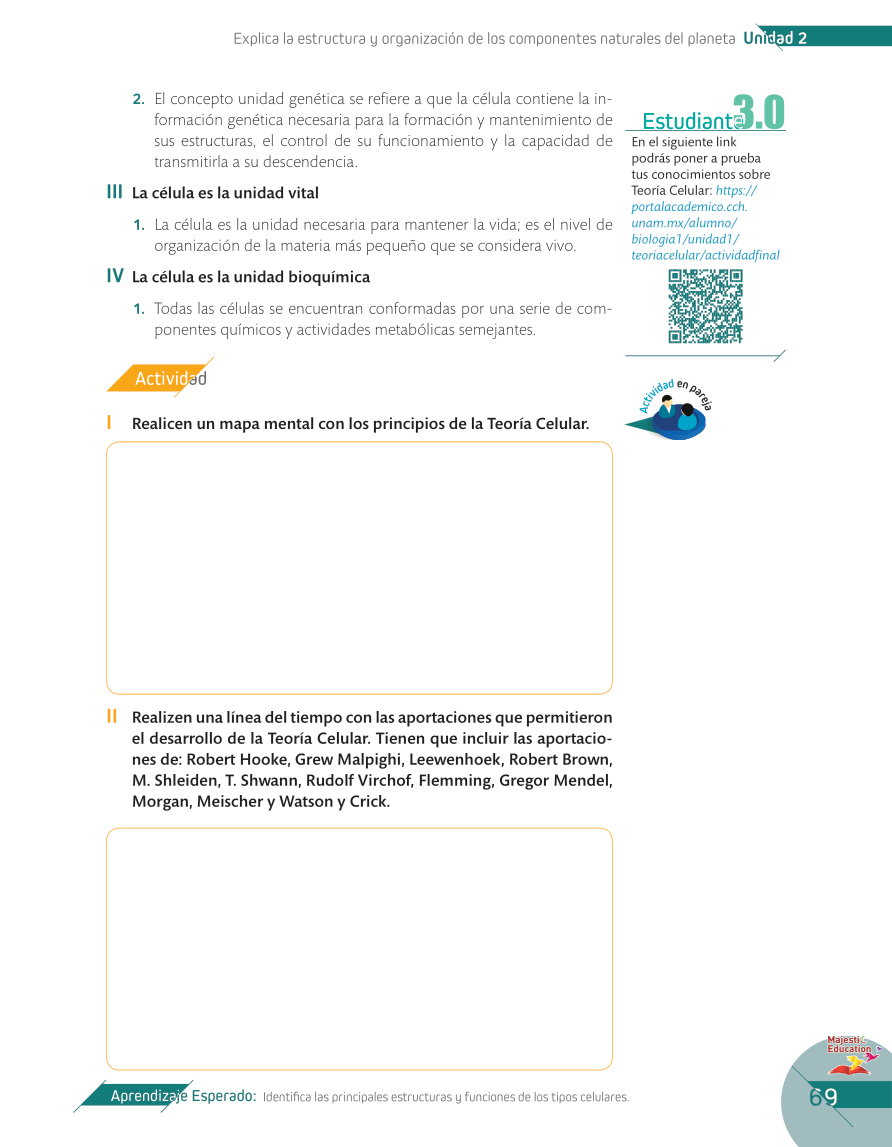 Explica la estructura y organización de los componentes naturales del planeta Unidad 2
2. El concepto unidad genética se refiere a que la célula contiene la in-
formación genética necesaria para la formación y mantenimiento de
sus estructuras, el control de su funcionamiento y la capacidad de
transmitirla a su descendencia.
III La célula es la unidad vital
1. La célula es la unidad necesaria para mantener la vida; es el nivel de
organización de la materia más pequeño que se considera vivo.
IV La célula es la unidad bioquímica
1. Todas las células se encuentran conformadas por una serie de com-
ponentes químicos y actividades metabólicas semejantes.
Estudiant@3.0
En el siguiente link
podrás poner a prueba
tus conocimientos sobre
Teoría Celular: https://
portalacademico.cch.
unam.mx/alumno/
biologia1/unidad1/
teoriacelular/actividadfinal
Actividad
Actividad en pareja
I Realicen un mapa mental con los principios de la Teoría Celular.
II Realizen una línea del tiempo con las aportaciones que permitieron
el desarrollo de la Teoría Celular. Tienen que incluir las aportacio-
nes de: Robert Hooke, Grew Malpighi, Leewenhoek, Robert Brown,
M. Shleiden, T. Shwann, Rudolf Virchof, Flemming, Gregor Mendel,
Morgan, Meischer y Watson y Crick.
Majestic
Education
Aprendizaje Esperado: Identifica las principales estructuras y funciones de los tipos celulares.
69